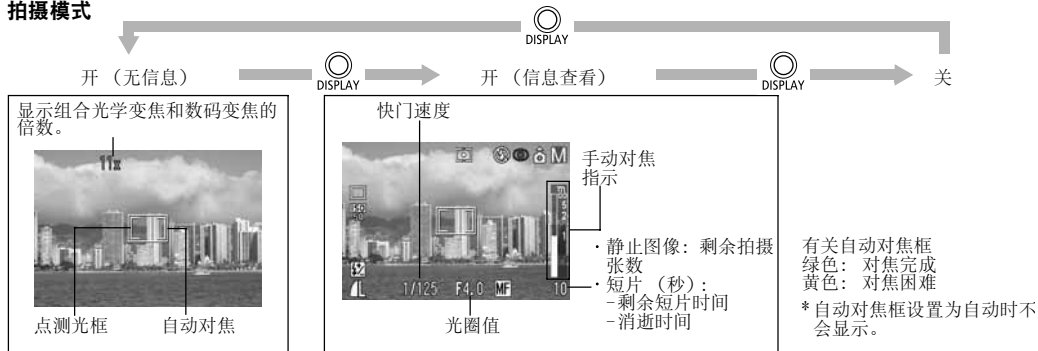 拍摄模式
DISPLAY
开 （无信息）
DISPLAY
开 （信息查看）
DISPLAY
关
显示组合光学变焦和数码变焦的
倍数。
11x
点测光框
自动对焦
快门速度
M
手动对焦
指示
m
5
2
1
1/125
F4.0
MF
10
L
光圈值
·静止图像: 剩余拍摄
张数
·短片 （秒）:
-剩余短片时间
-消逝时间
有关自动对焦框
绿色: 对焦完成
黄色: 对焦困难
*自动对焦框设置为自动时不
会显示。